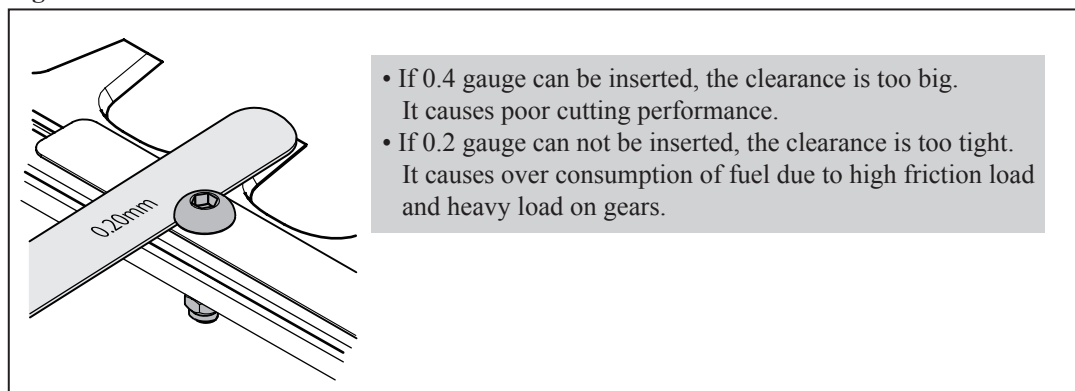 • If 0.4 gauge can be inserted, the clearance is too big.
It causes poor cutting performance.
• If 0.2 gauge can not be inserted, the clearance is too tight.
It causes over consumption of fuel due to high friction load
and heavy load on gears.
0.20mm